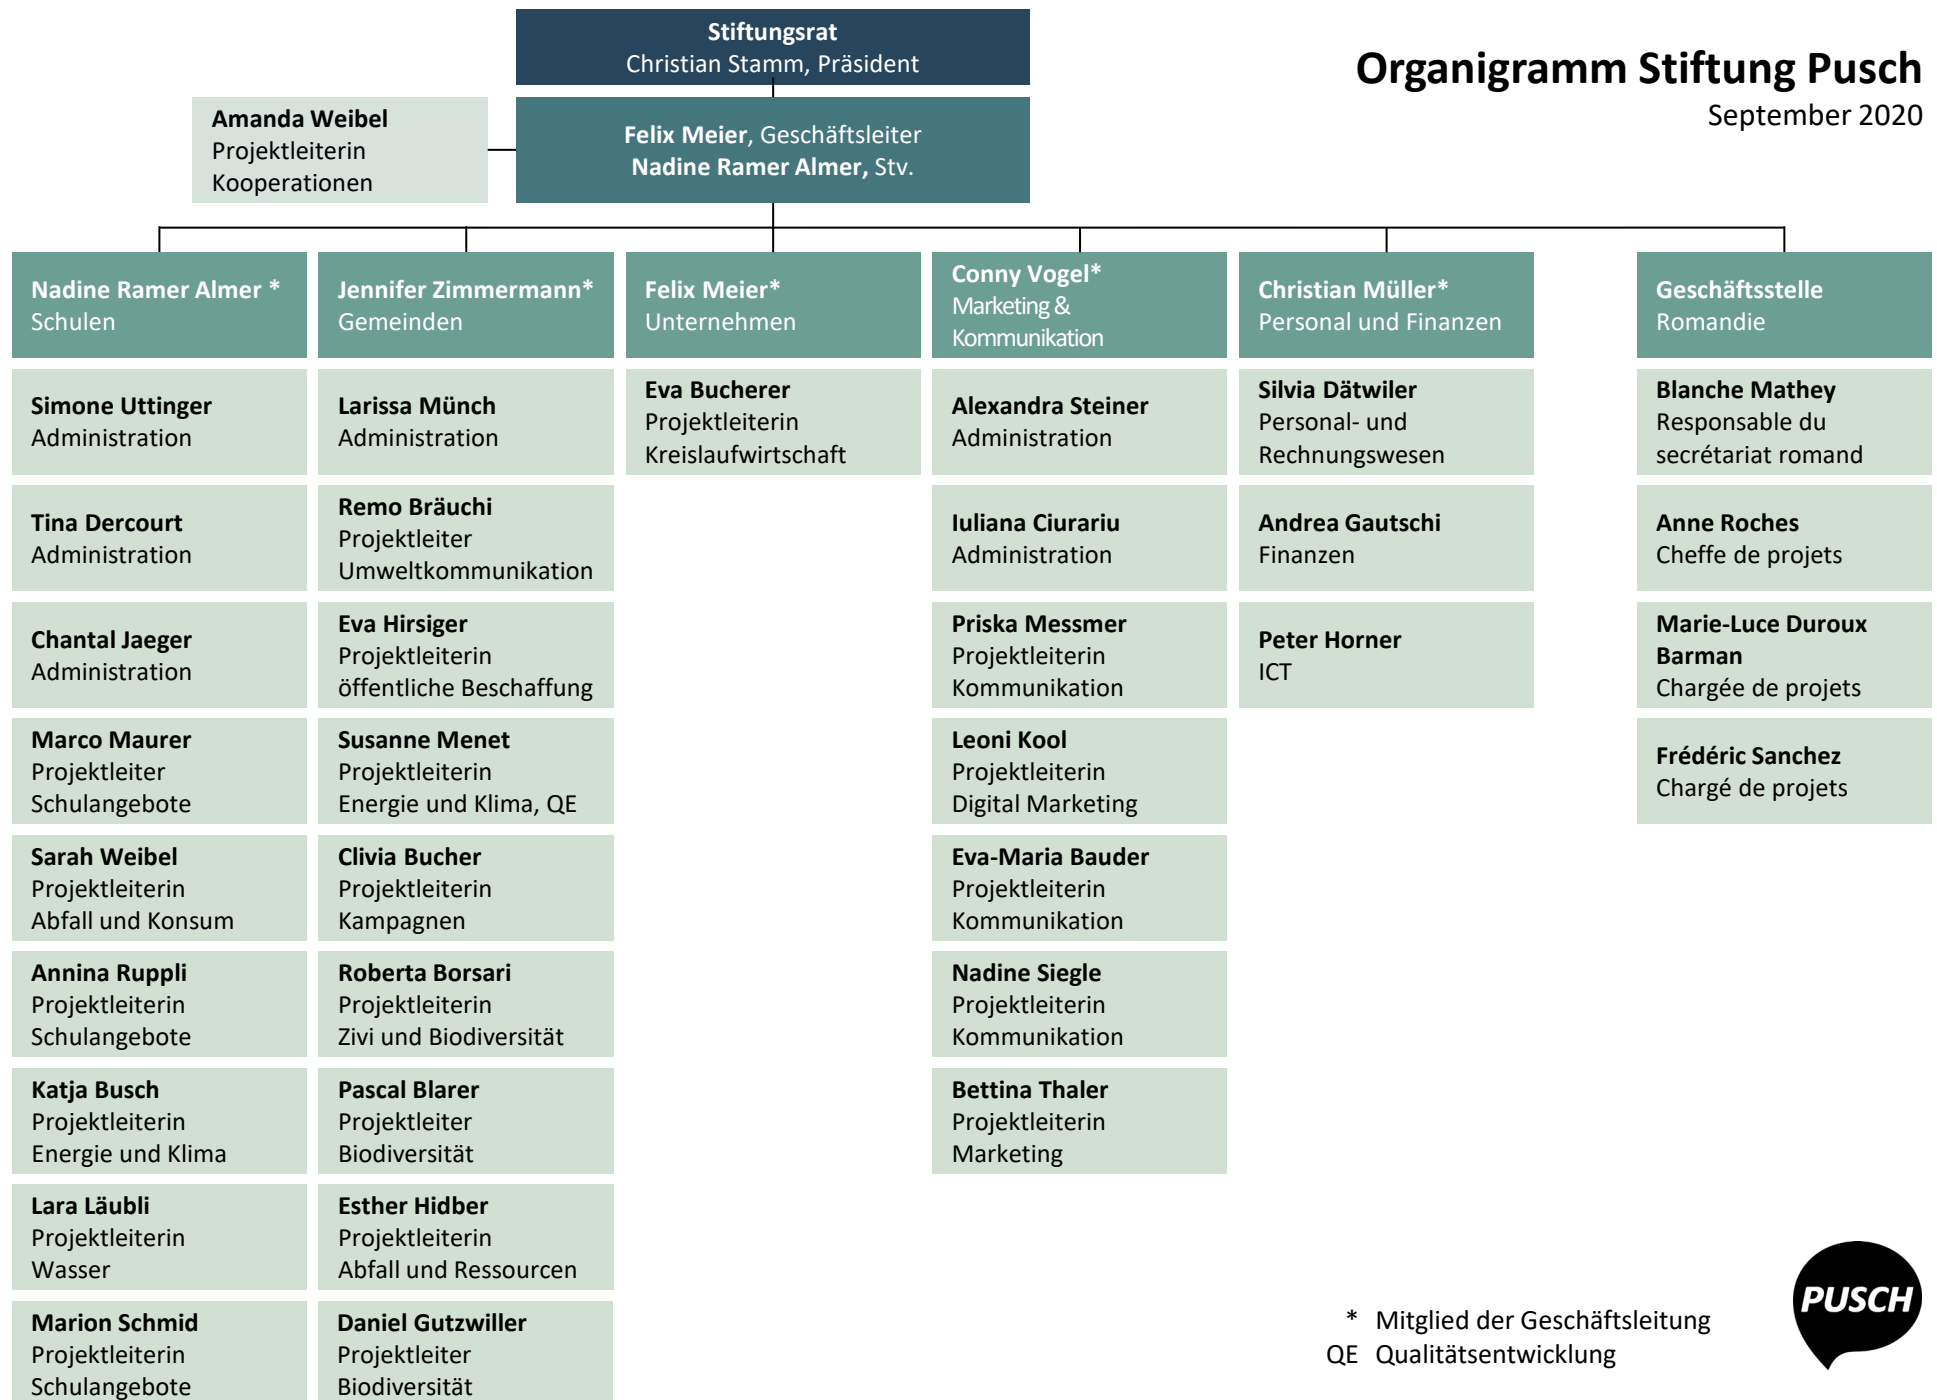 Stiftungsrat
Christian Stamm, Präsident
Organigramm Stiftung Pusch
September 2020
Amanda Weibel
Projektleiterin
Kooperationen
Felix Meier, Geschäftsleiter
Nadine Ramer Almer, Stv.
Nadine Ramer Almer *
Schulen
Simone Uttinger
Administration
Tina Dercourt
Administration
Chantal Jaeger
Administration
Marco Maurer
Projektleiter
Schulangebote
Sarah Weibel
Projektleiterin
Abfall und Konsum
Annina Ruppli
Projektleiterin
Schulangebote
Katja Busch
Projektleiterin
Energie und Klima
Lara Läubli
Projektleiterin
Wasser
Marion Schmid
Projektleiterin
Schulangebote
Jennifer Zimmermann*
Gemeinden
Larissa Münch
Administration
Remo Bräuchi
Projektleiter
Umweltkommunikation
Eva Hirsiger
Projektleiterin
öffentliche Beschaffung
Susanne Menet
Projektleiterin
Energie und Klima, QE
Clivia Bucher
Projektleiterin
Kampagnen
Roberta Borsari
Projektleiterin
Zivi und Biodiversität
Pascal Blarer
Projektleiter
Biodiversität
Esther Hidber
Projektleiterin
Abfall und Ressourcen
Daniel Gutzwiller
Projektleiter
Biodiversität
Felix Meier*
Unternehmen
Eva Bucherer
Projektleiterin
Kreislaufwirtschaft
Conny Vogel*
Marketing &
Kommunikation
Alexandra Steiner
Administration
Iuliana Ciurariu
Administration
Priska Messmer
Projektleiterin
Kommunikation
Leoni Kool
Projektleiterin
Digital Marketing
Eva-Maria Bauder
Projektleiterin
Kommunikation
Nadine Siegle
Projektleiterin
Kommunikation
Bettina Thaler
Projektleiterin
Marketing
Christian Müller*
Personal und Finanzen
Silvia Dätwiler
Personal- und
Rechnungswesen
Andrea Gautschi
Finanzen
Peter Horner
ICT
Geschäftsstelle
Romandie
Blanche Mathey
Responsable du
secrétariat romand
Anne Roches
Cheffe de projets
Marie-Luce Duroux
Barman
Chargée de projets
Frédéric Sanchez
Chargé de projets
* Mitglied der Geschäftsleitung
QE Qualitätsentwicklung
PUSCH